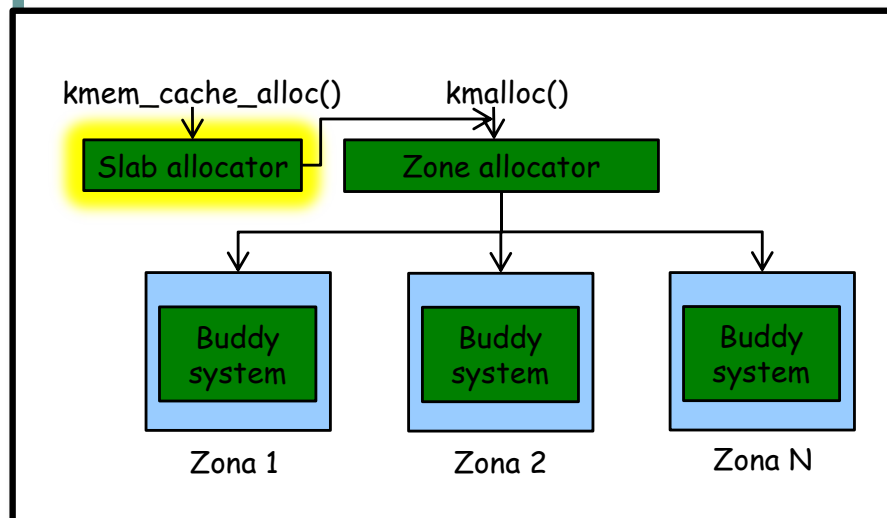 kmem_cache_alloc() kmalloc()
Slab allocator Zone allocator
Buddy system Buddy system Buddy system
Zona 1 Zona 2 Zona N